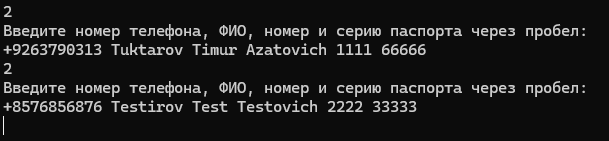 2
Введите номер телефона, ФИО, номер и серию паспорта через пробел:
+9263790313 Tuktarov Timur Azatovich 1111 66666
2
Введите номер телефона, ФИО, номер и серию паспорта через пробел:
+8576856876 Testirov Test Testovich 2222 33333